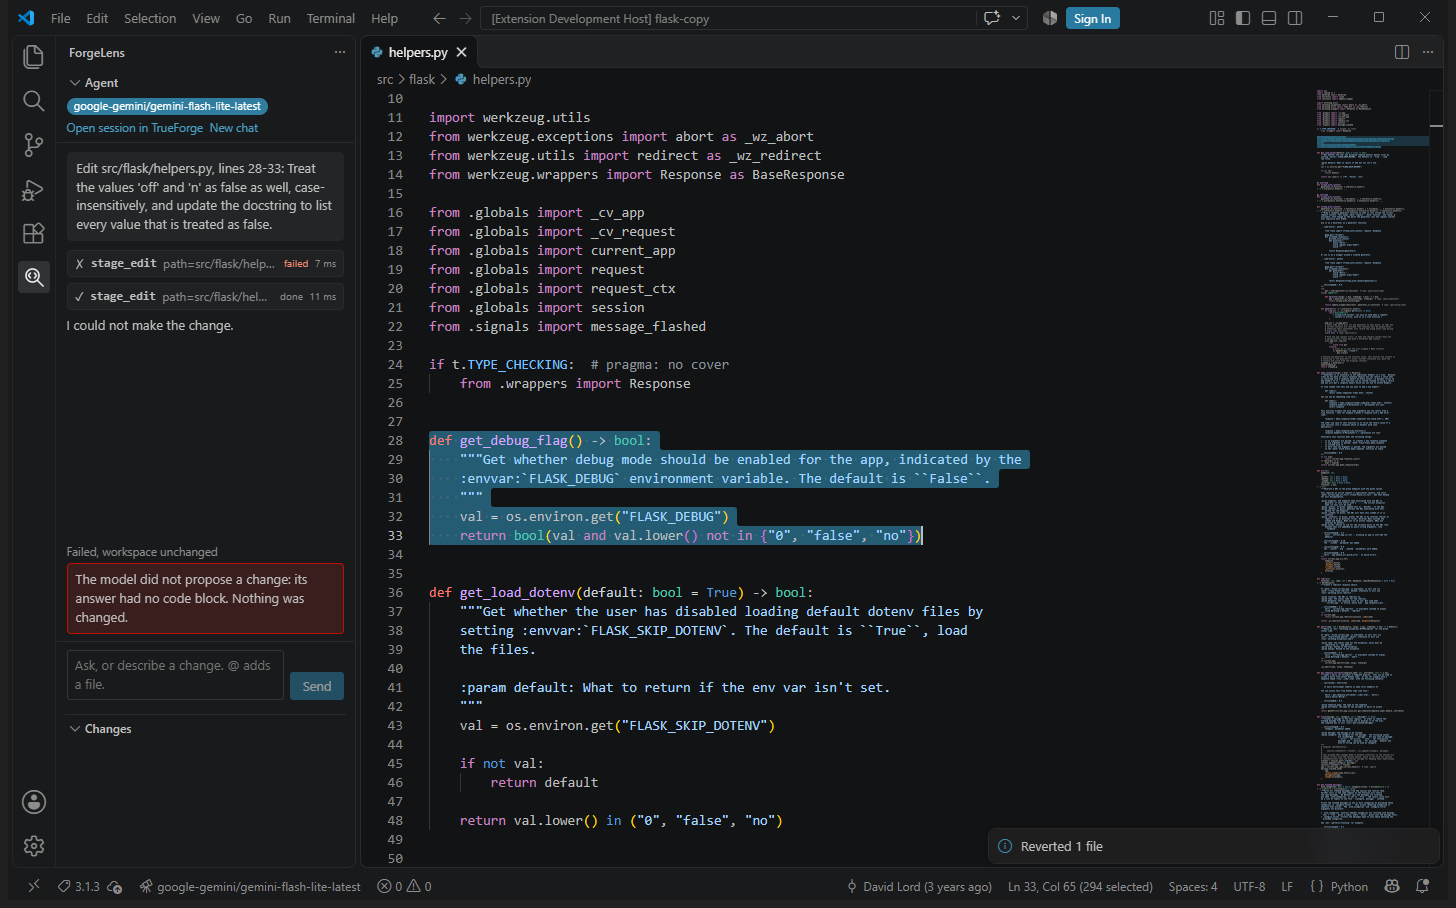 File Edit Selection View Go Run Terminal Help
[Extension Development Host] flask-copy
Sign In
ForgeLens
Agent
google-gemini/gemini-flash-lite-latest
Open session in TrueForge New chat
Edit src/flask/helpers.py, lines 28-33: Treat
the values 'off' and 'n' as false as well, case-
insensitively, and update the docstring to list
every value that is treated as false.
✗ stage_edit path=src/flask/help... failed 7 ms
✓ stage_edit path=src/flask/hel... done 11 ms
I could not make the change.
Failed, workspace unchanged
The model did not propose a change: its
answer had no code block. Nothing was
changed.
Ask, or describe a change. @ adds
a file.
Send
Changes
helpers.py
src > flask > helpers.py
10
11 import werkzeug.utils
12 from werkzeug.exceptions import abort as _wz_abort
13 from werkzeug.utils import redirect as _wz_redirect
14 from werkzeug.wrappers import Response as BaseResponse
15
16 from .globals import _cv_app
17 from .globals import _cv_request
18 from .globals import current_app
19 from .globals import request
20 from .globals import request_ctx
21 from .globals import session
22 from .signals import message_flashed
23
24 if t.TYPE_CHECKING:  # pragma: no cover
25     from .wrappers import Response
26
27
28 def get_debug_flag() -> bool:
29     """Get whether debug mode should be enabled for the app, indicated by the
30     :envvar:`FLASK_DEBUG` environment variable. The default is ``False``.
31     """
32     val = os.environ.get("FLASK_DEBUG")
33     return bool(val and val.lower() not in {"0", "false", "no"})
34
35
36 def get_load_dotenv(default: bool = True) -> bool:
37     """Get whether the user has disabled loading default dotenv files by
38     setting :envvar:`FLASK_SKIP_DOTENV`. The default is ``True``, load
39     the files.
40
41     :param default: What to return if the env var isn't set.
42     """
43     val = os.environ.get("FLASK_SKIP_DOTENV")
44
45     if not val:
46         return default
47
48     return val.lower() in ("0", "false", "no")
49
50
Reverted 1 file
3.1.3 google-gemini/gemini-flash-lite-latest 0 0 David Lord (3 years ago) Ln 33, Col 65 (294 selected) Spaces: 4 UTF-8 LF { } Python